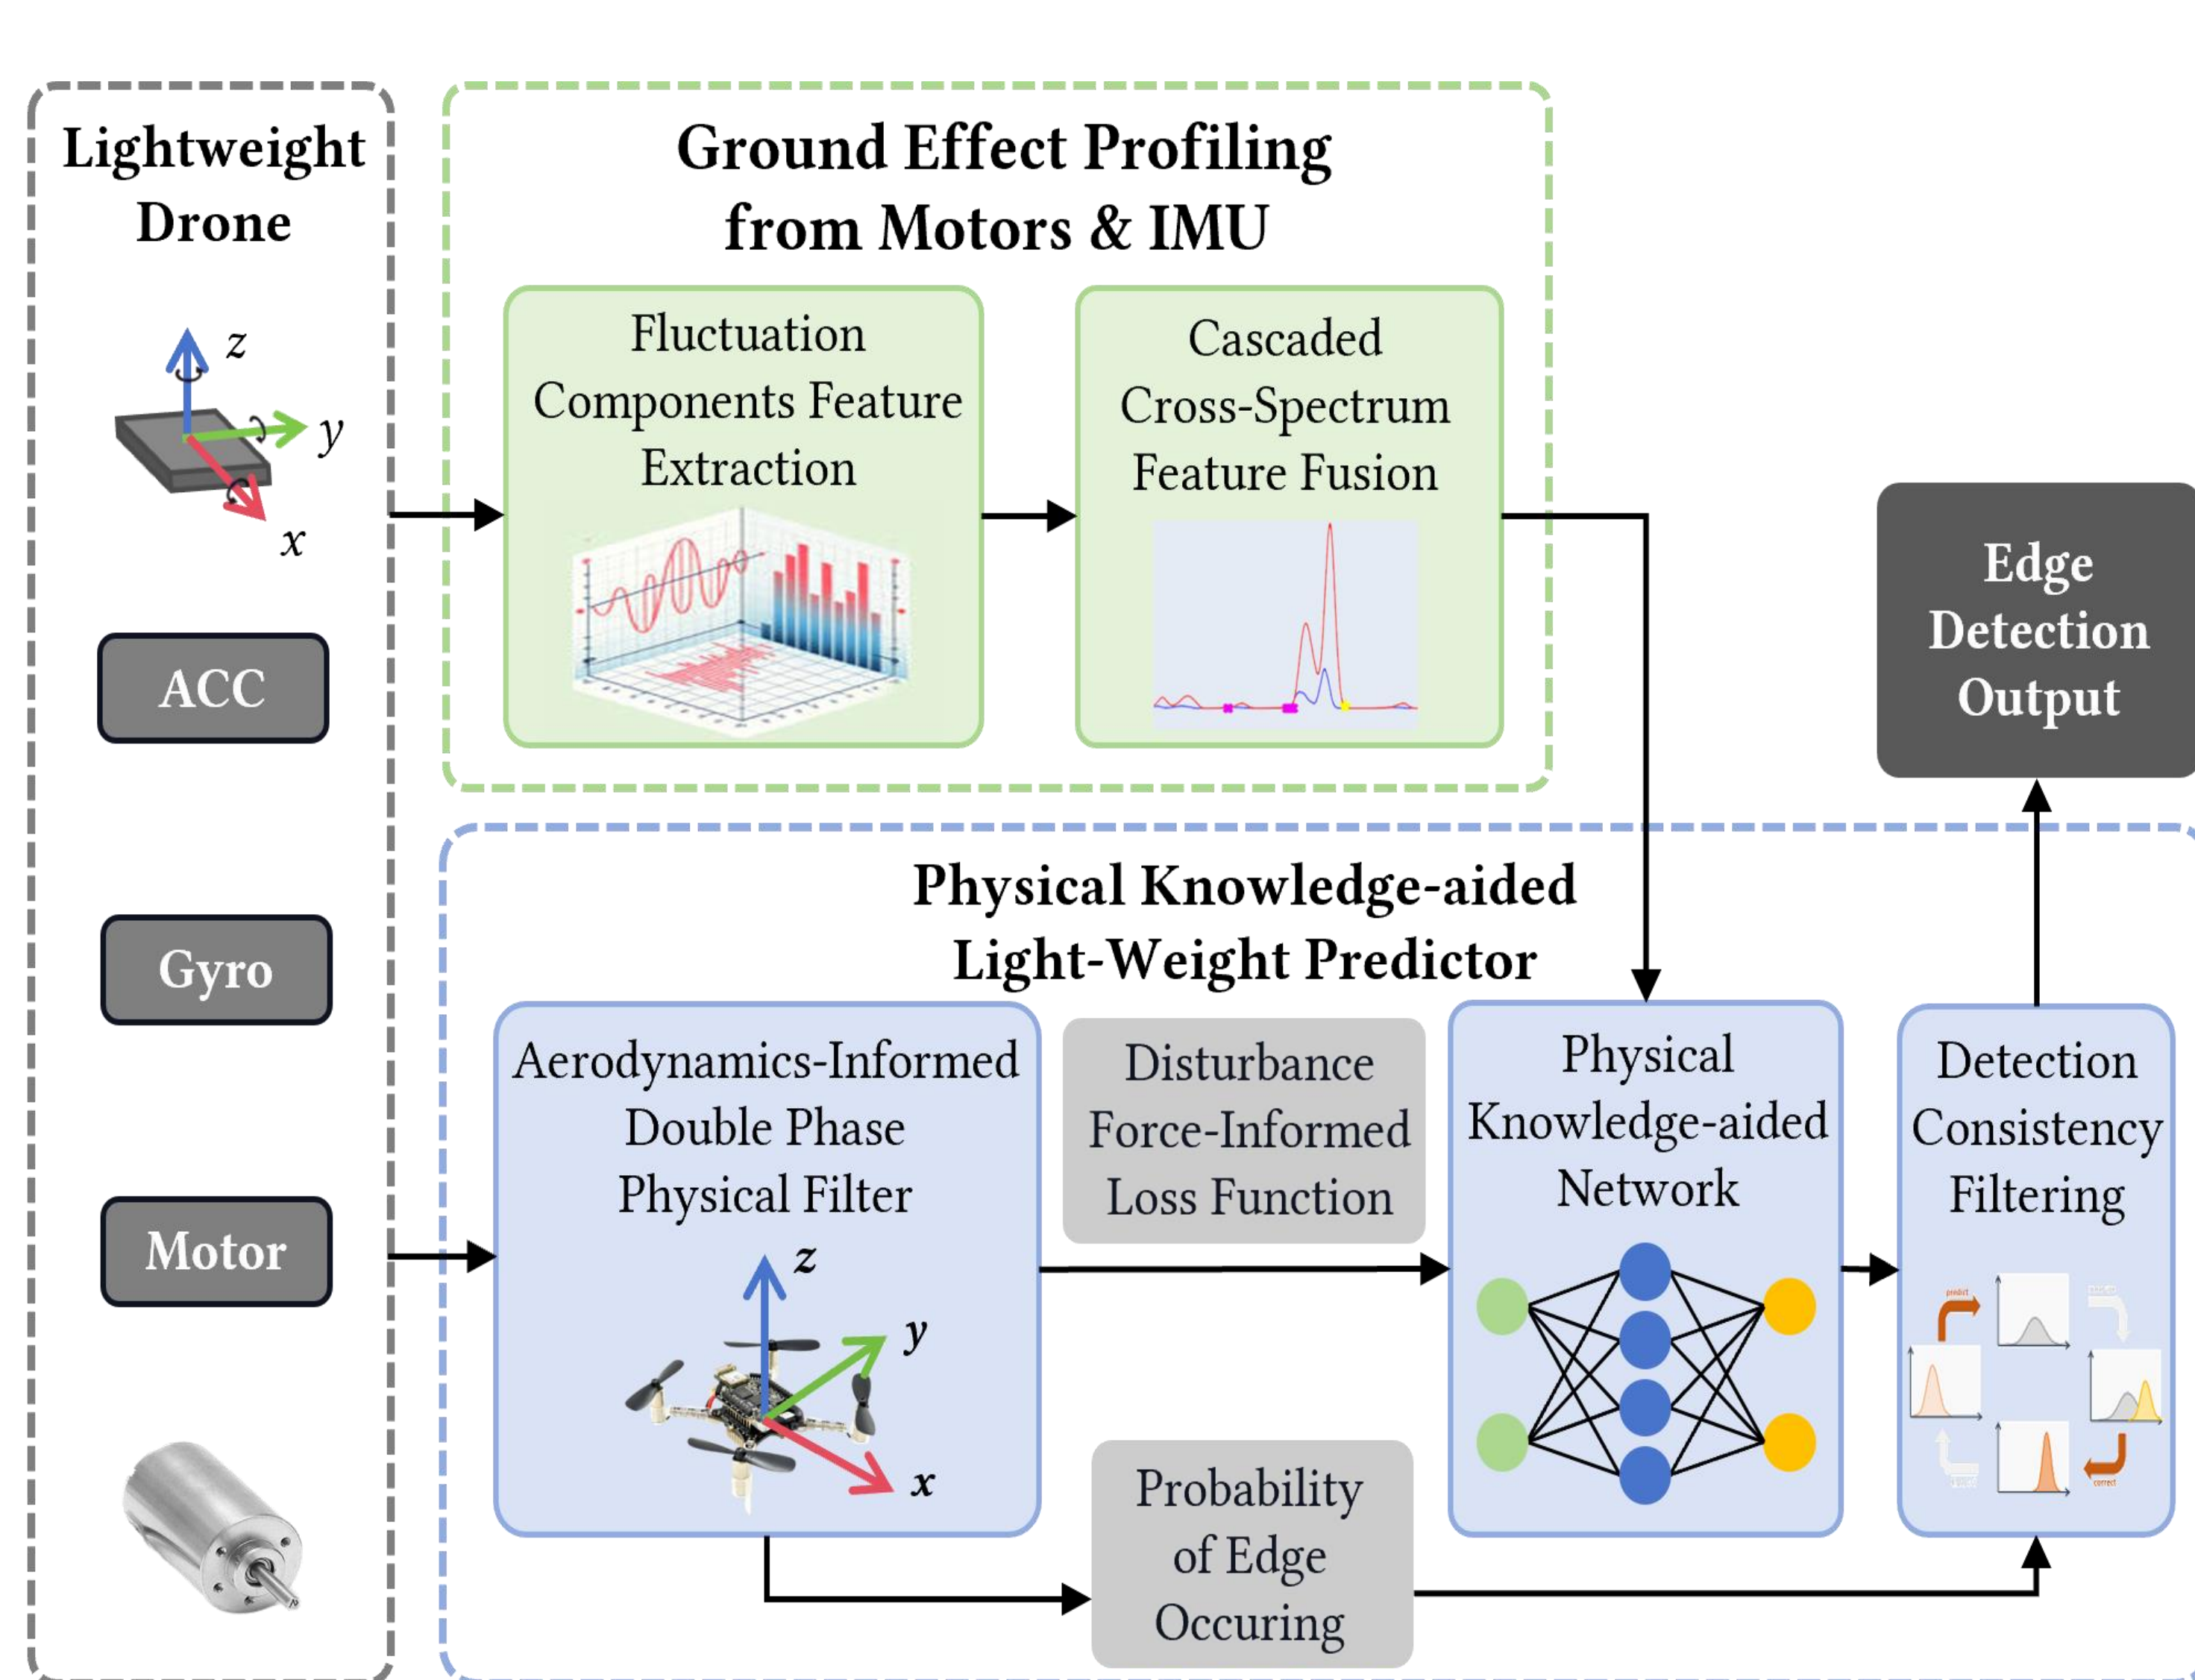 Lightweight
Drone
z
y
x
ACC
Gyro
Motor
Ground Effect Profiling
from Motors & IMU
Fluctuation
Components Feature
Extraction
Cascaded
Cross-Spectrum
Feature Fusion
Edge
Detection
Output
Physical Knowledge-aided
Light-Weight Predictor
Aerodynamics-Informed
Double Phase
Physical Filter
z
y
x
Disturbance
Force-Informed
Loss Function
Probability
of Edge
Occuring
Physical
Knowledge-aided
Network
Detection
Consistency
Filtering
predict
correct